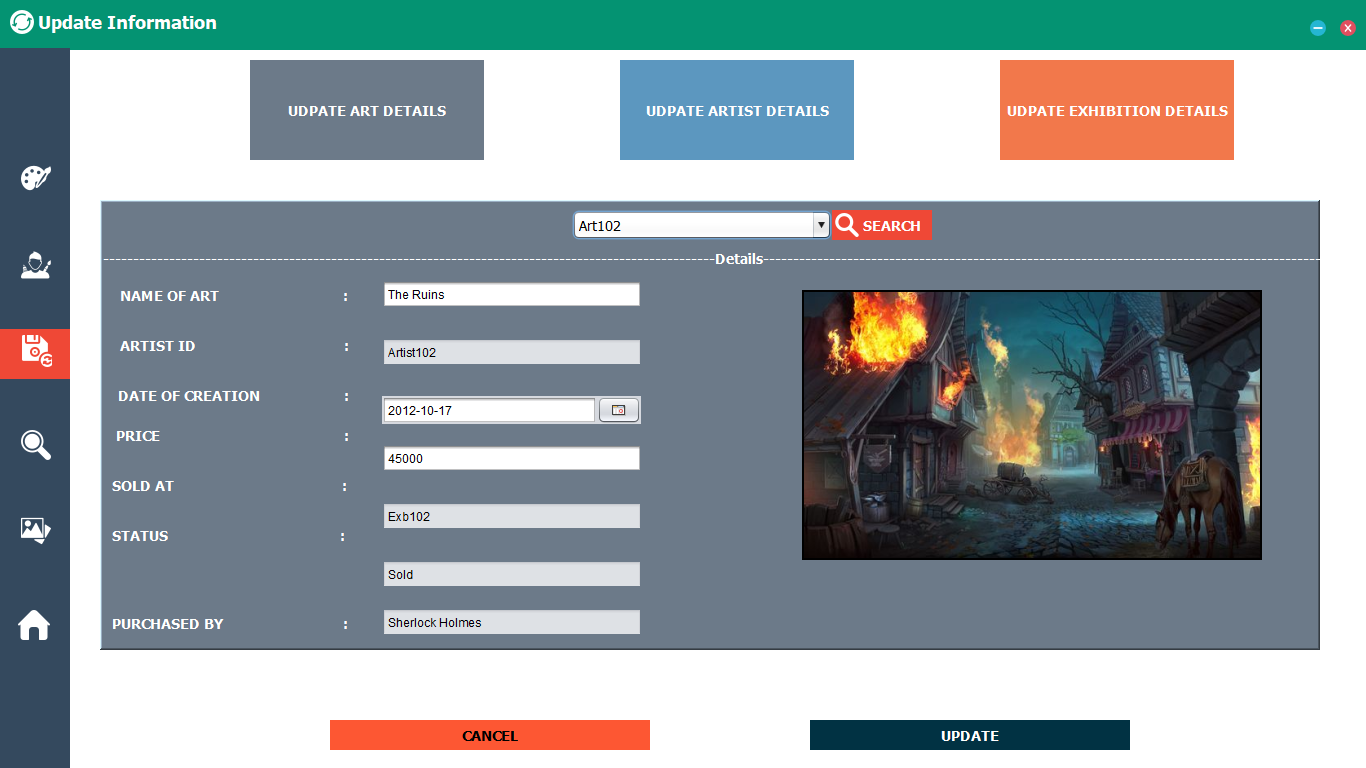 Update Information
UDPATE ART DETAILS
UDPATE ARTIST DETAILS
UDPATE EXHIBITION DETAILS
Art102
SEARCH
Details
NAME OF ART : The Ruins
ARTIST ID : Artist102
DATE OF CREATION : 2012-10-17
PRICE : 45000
SOLD AT : Exb102
STATUS : Sold
PURCHASED BY : Sherlock Holmes
CANCEL
UPDATE